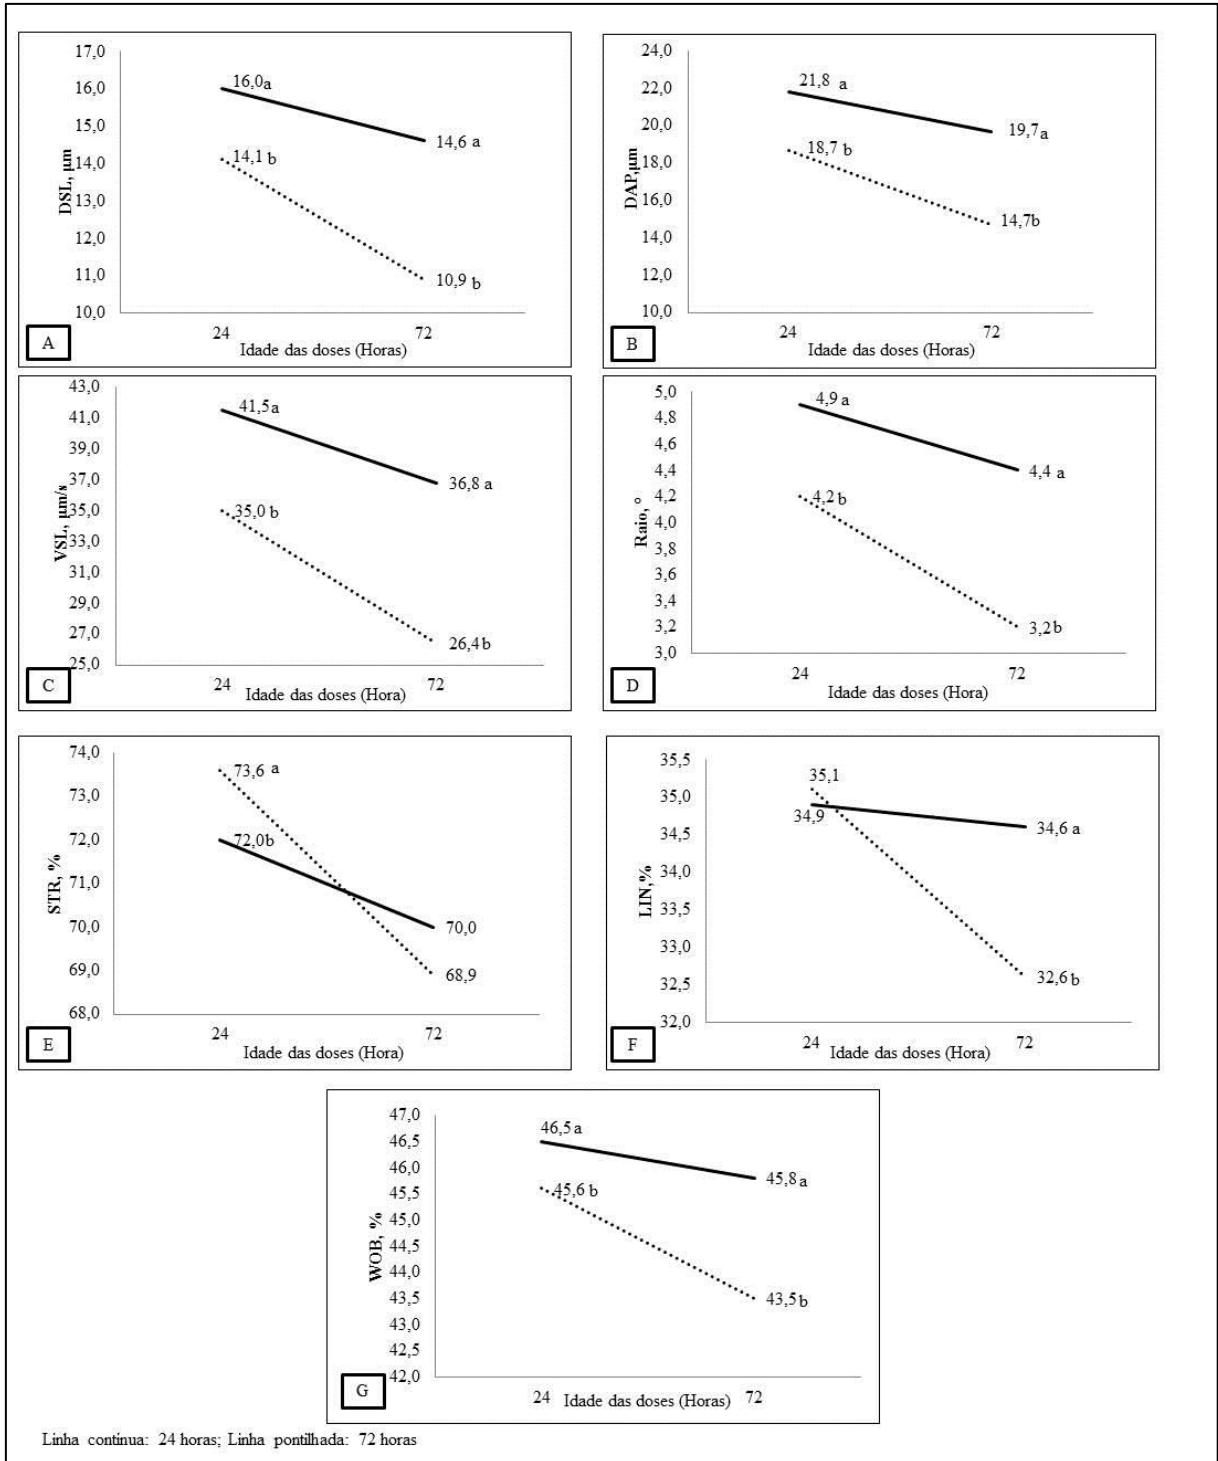 17,0
16,0
15,0
14,0
13,0
12,0
11,0
10,0
DSL, µm
16,0a
14,6 a
14,1 b
10,9 b
24
72
Idade das doses (Horas)
A
24,0
22,0
20,0
18,0
16,0
14,0
12,0
10,0
DAP,µm
21,8 a
19,7a
18,7 b
14,7b
24
72
Idade das doses (Horas)
B
43,0
41,0
39,0
37,0
35,0
33,0
31,0
29,0
27,0
25,0
VSL, µm/s
41,5a
36,8 a
35,0 b
26,4b
24
72
Idade das doses (Hora)
C
5,0
4,8
4,6
4,4
4,2
4,0
3,8
3,6
3,4
3,2
3,0
Raio, °
4,9 a
4,4 a
4,2b
3,2b
24
72
Idade das doses (Hora)
D
74,0
73,0
72,0
71,0
70,0
69,0
68,0
STR, %
73,6 a
72,0b
70,0
68,9
24
72
Idade das doses (Hora)
E
35,5
35,0
34,5
34,0
33,5
33,0
32,5
32,0
LIN,%
35,1
34,9
34,6 a
32,6 b
24
72
Idade das doses (Hora)
F
47,0
46,5
46,0
45,5
45,0
44,5
44,0
43,5
43,0
42,5
42,0
WOB, %
46,5 a
45,8 a
45,6 b
43,5 b
24
72
Idade das doses (Horas)
G
Linha contínua: 24 horas; Linha pontilhada: 72 horas